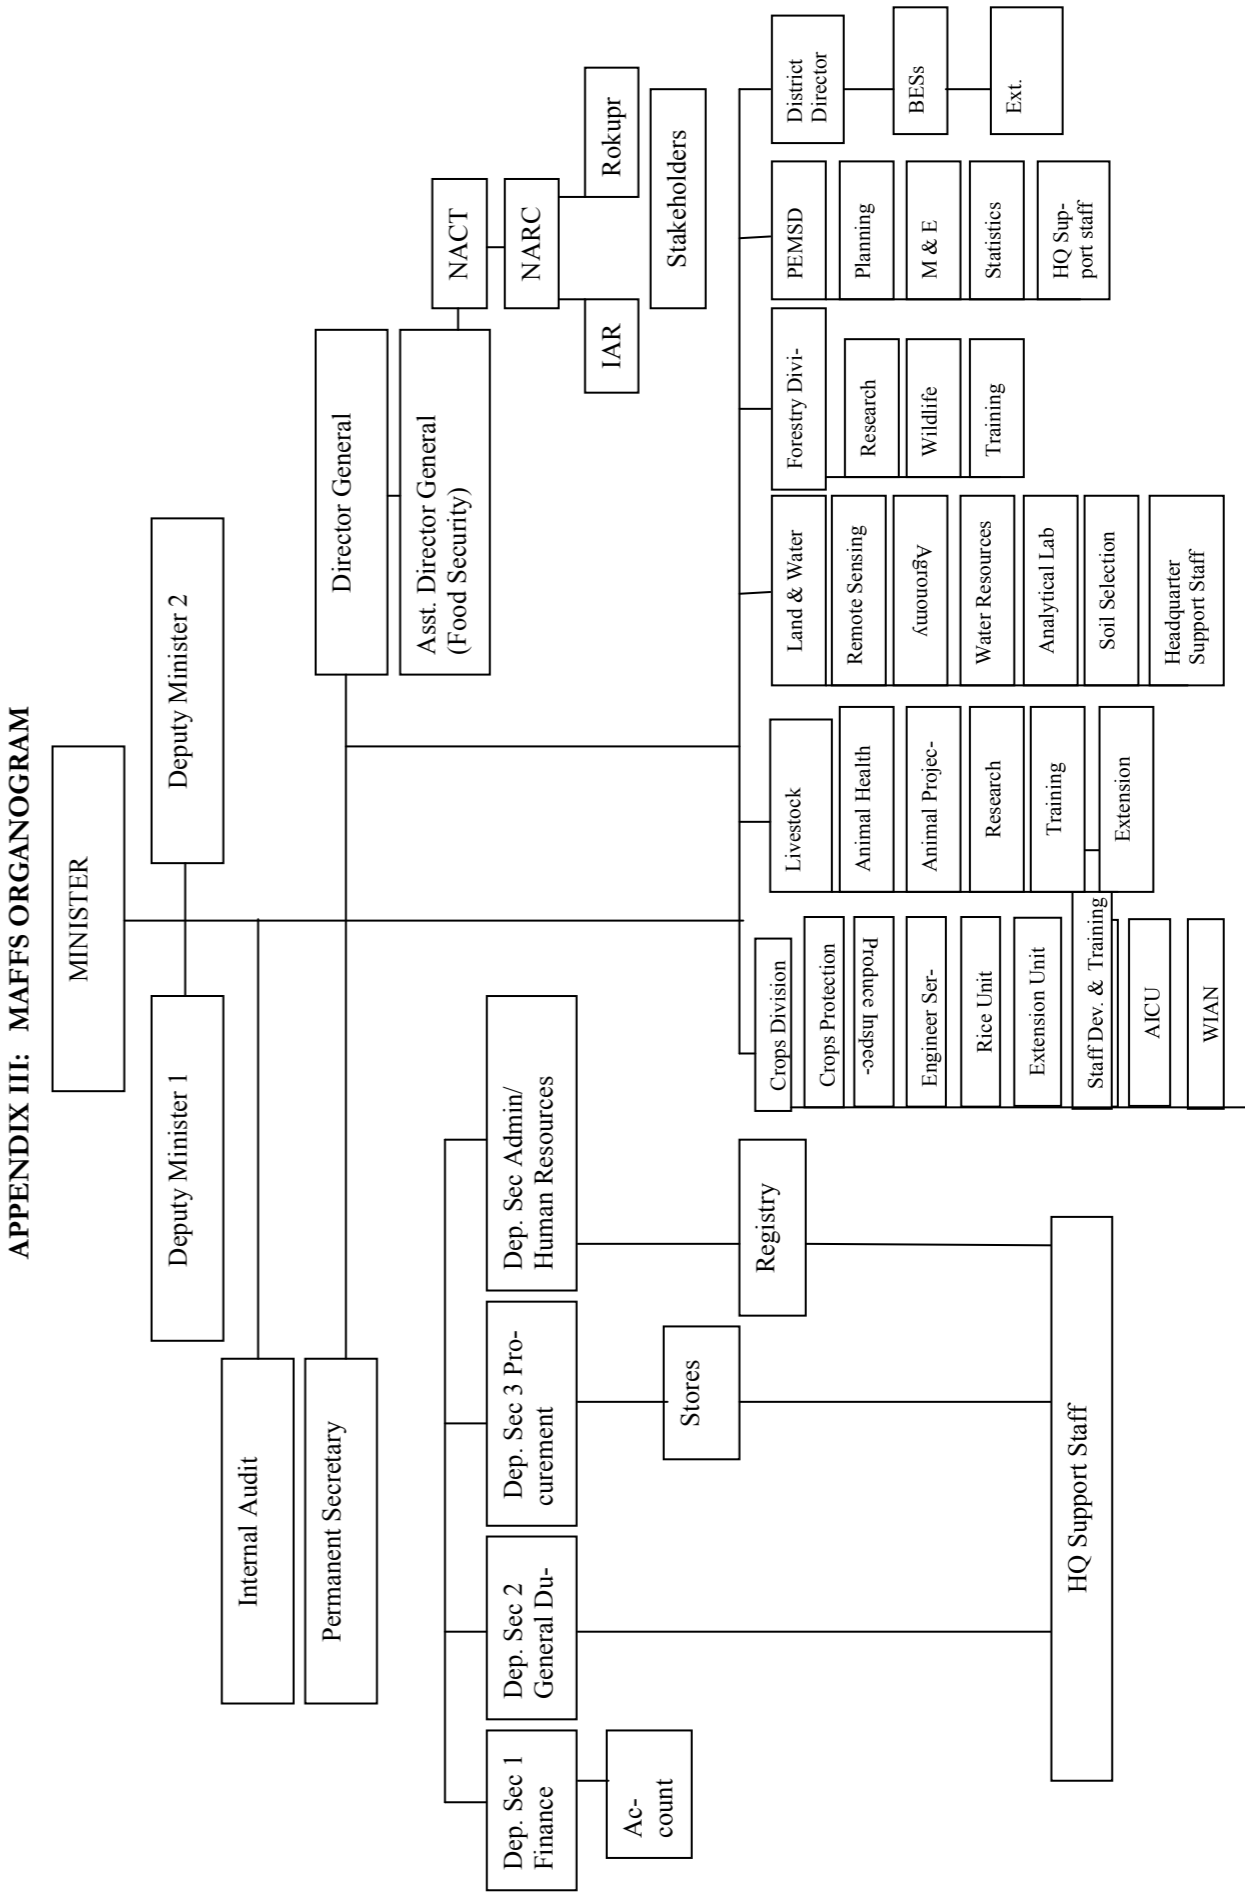 APPENDIX III: MAFFS ORGANOGRAM
MINISTER
Deputy Minister 1
Deputy Minister 2
Internal Audit
Permanent Secretary
Director General
Asst. Director General
(Food Security)
NACT
NARC
IAR
Rokupr
Stakeholders
Dep. Sec 1
Finance
Dep. Sec 2
General Du-
Dep. Sec 3 Pro-
curement
Dep. Sec Admin/
Human Resources
Ac-
count
Stores
Registry
HQ Support Staff
Crops Division
Crops Protection
Produce Inspec-
Engineer Ser-
Rice Unit
Extension Unit
Staff Dev. & Training
AICU
WIAN
Livestock
Animal Health
Animal Projec-
Research
Training
Extension
Land & Water
Remote Sensing
Agronomy
Water Resources
Analytical Lab
Soil Selection
Headquarter
Support Staff
Forestry Divi-
Research
Wildlife
Training
PEMSD
Planning
M & E
Statistics
HQ Sup-
port staff
District
Director
BESs
Ext.